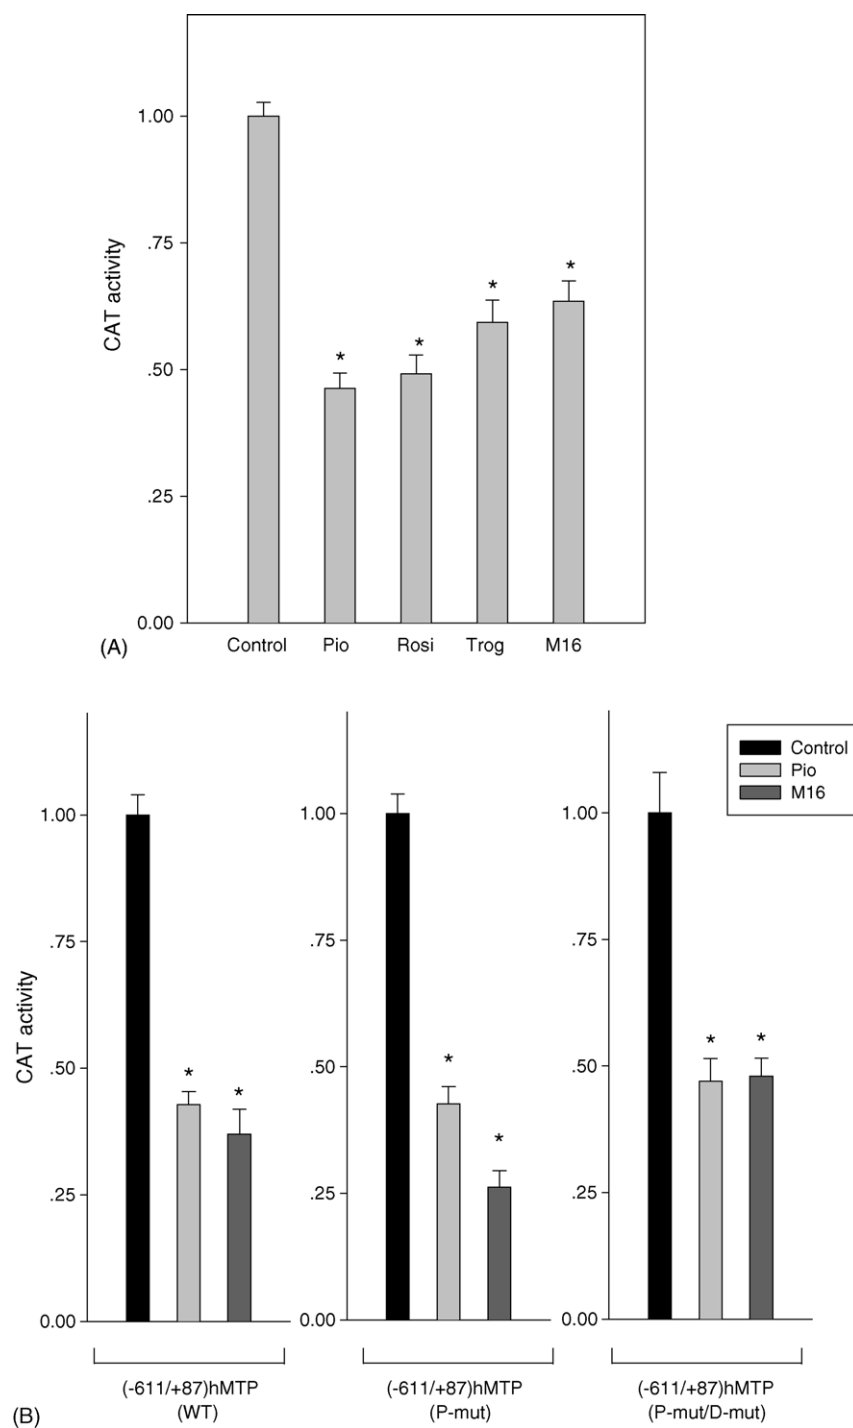 1.00
.75
.50
.25
0.00
CAT activity
* * * *
(A)
Control Pio Rosi Trog M16
Control
Pio
M16
CAT activity
1.00
.75
.50
.25
0.00
* *
(-611/+87)hMTP
(WT)
1.00
.75
.50
.25
0.00
* *
(-611/+87)hMTP
(P-mut)
1.00
.75
.50
.25
0.00
* *
(-611/+87)hMTP
(P-mut/D-mut)
(B)